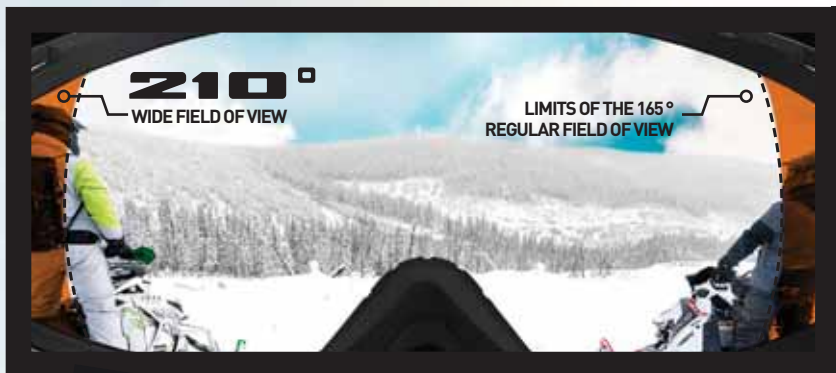 210°
WIDE FIELD OF VIEW
LIMITS OF THE 165°
REGULAR FIELD OF VIEW